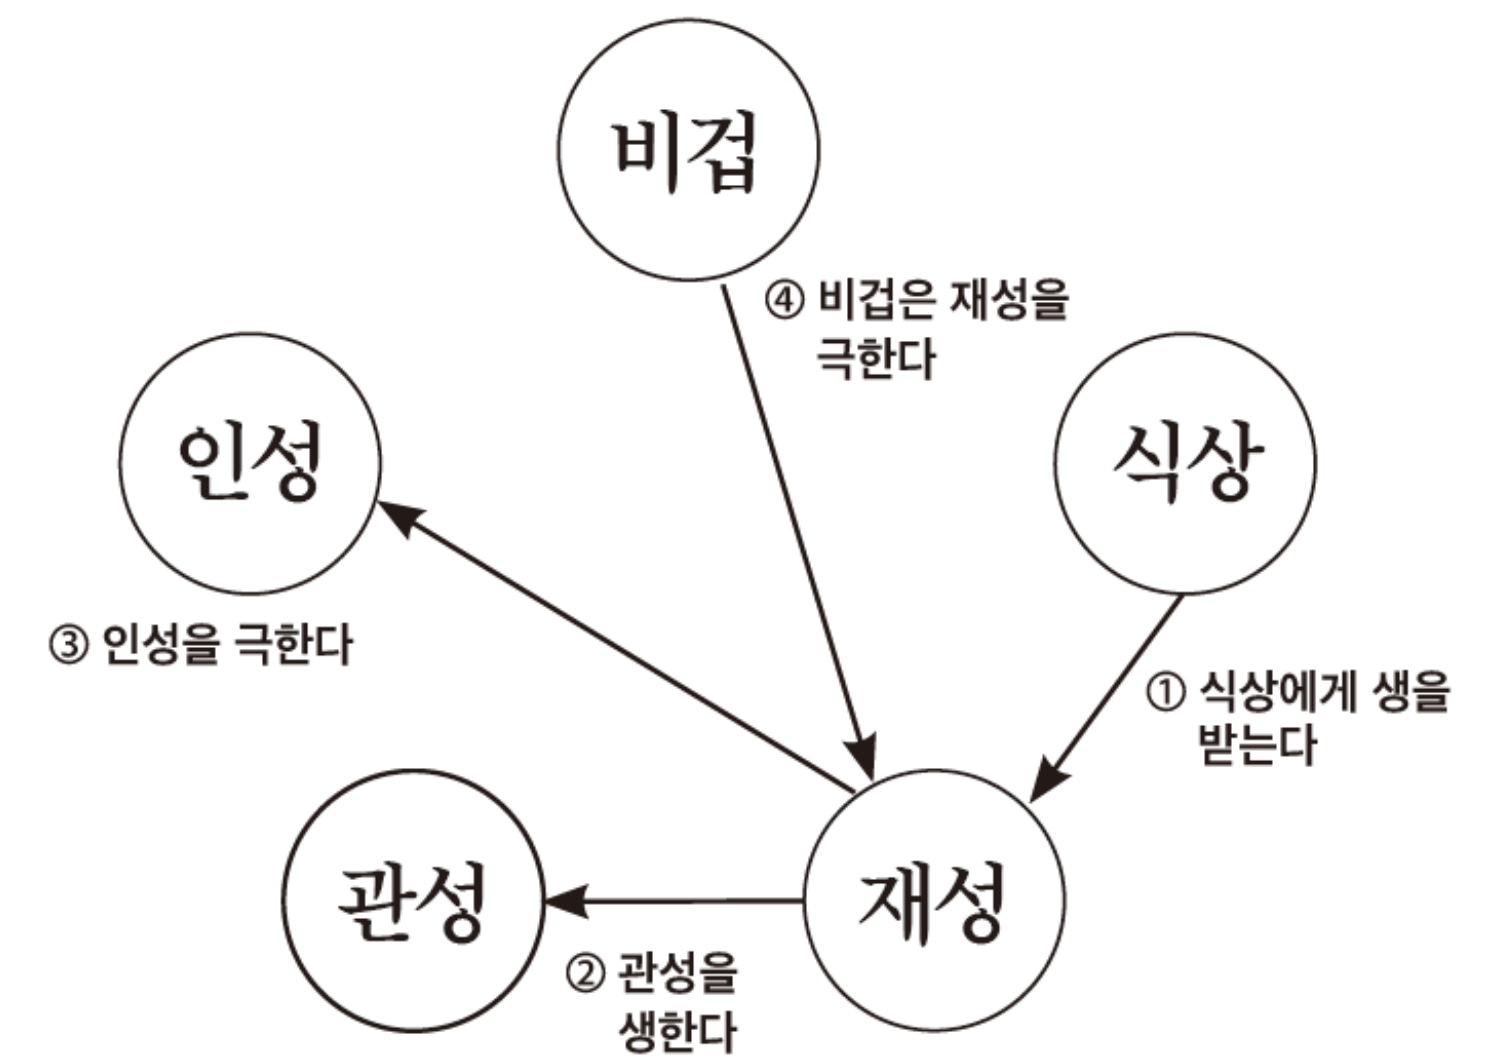 비겁
④ 비겁은 재성을
극한다
인성
식상
③ 인성을 극한다
① 식상에게 생을
받는다
관성
재성
② 관성을
생한다